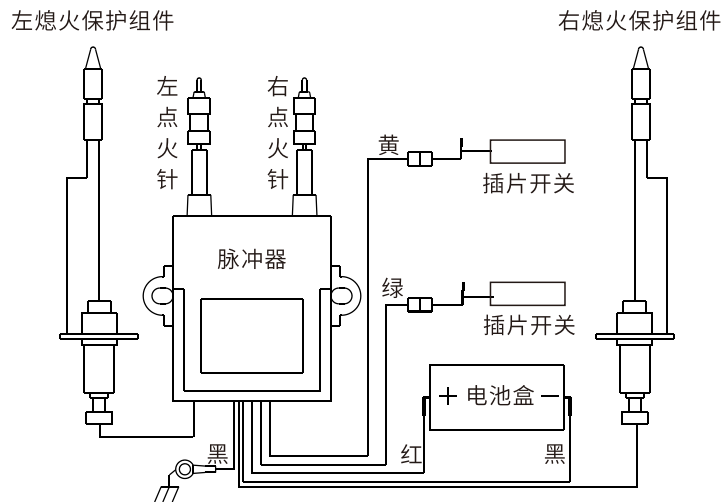 左熄火保护组件
右熄火保护组件
左点火针
右点火针
黄
插片开关
脉冲器
绿
插片开关
+ 电池盒 −
黑
红
黑